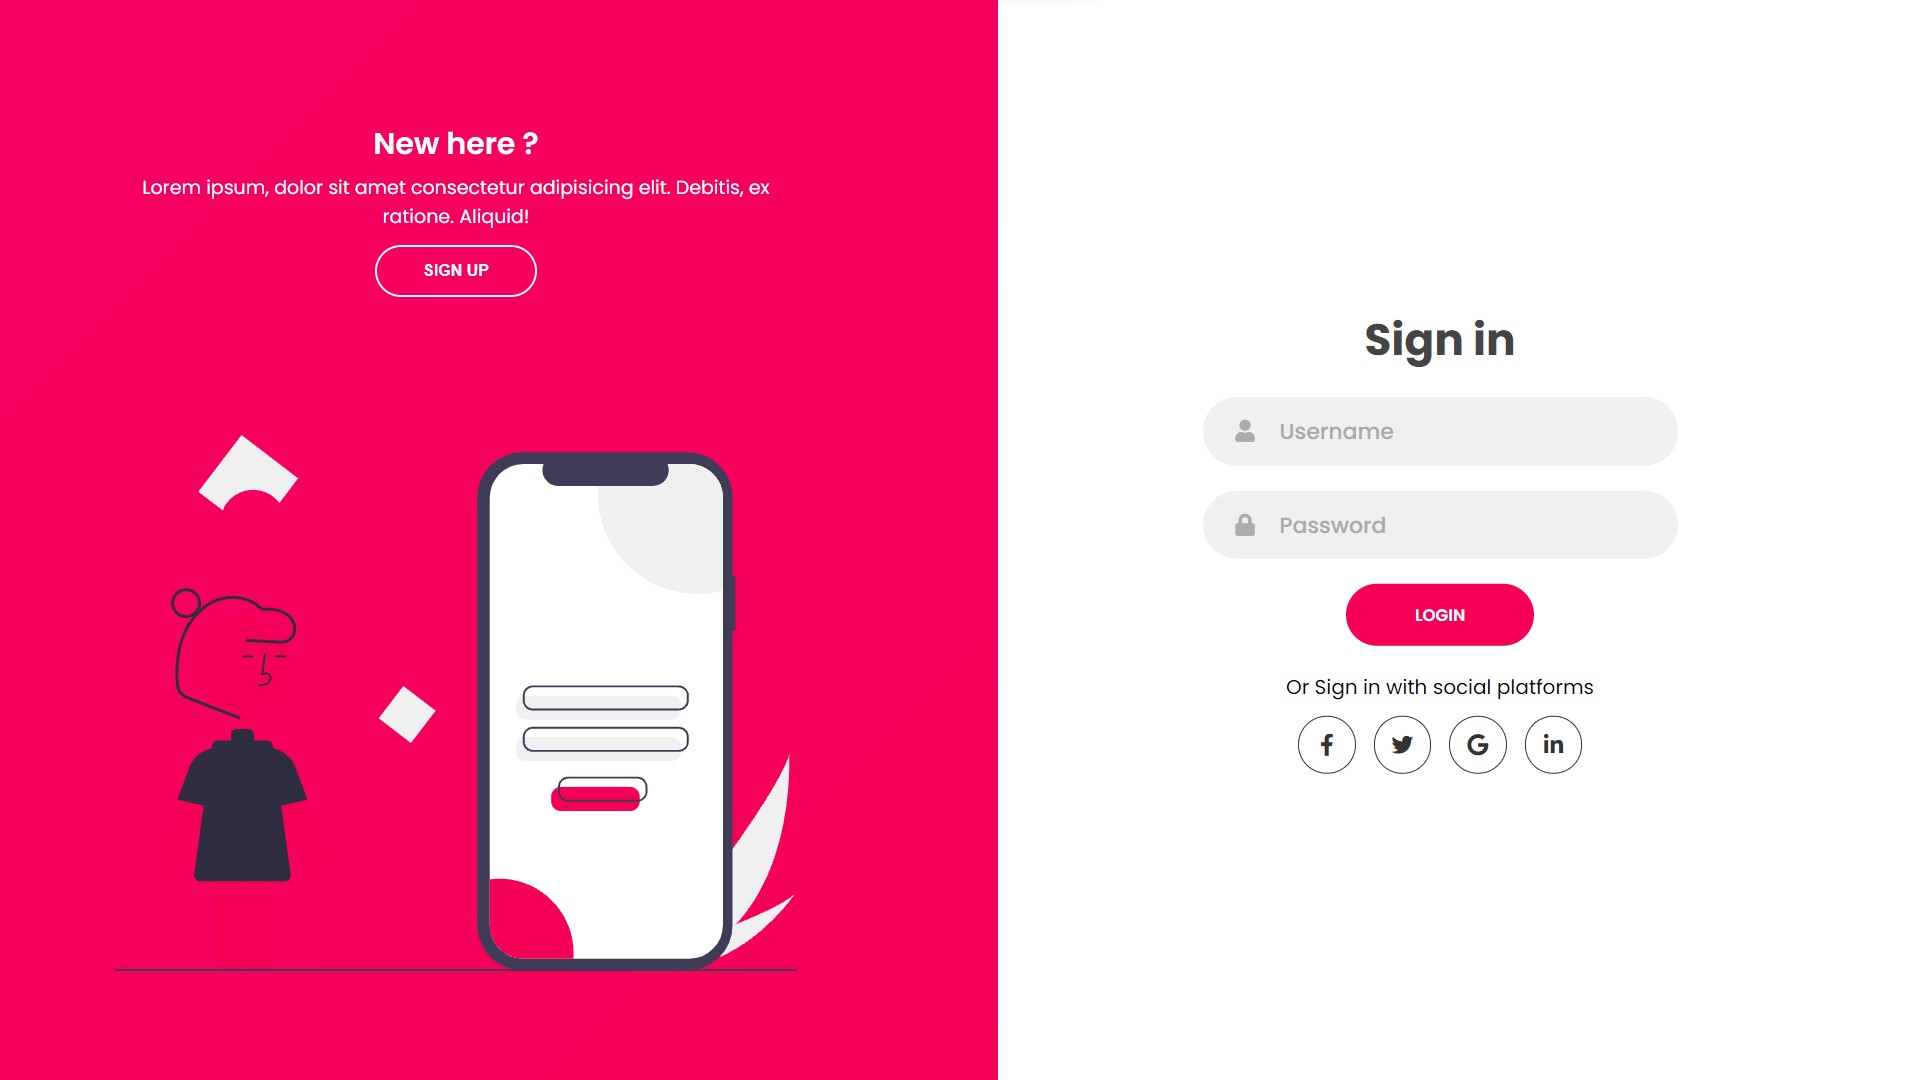 New here ?
Lorem ipsum, dolor sit amet consectetur adipisicing elit. Debitis, ex
ratione. Aliquid!
SIGN UP
Sign in
Username
Password
LOGIN
Or Sign in with social platforms